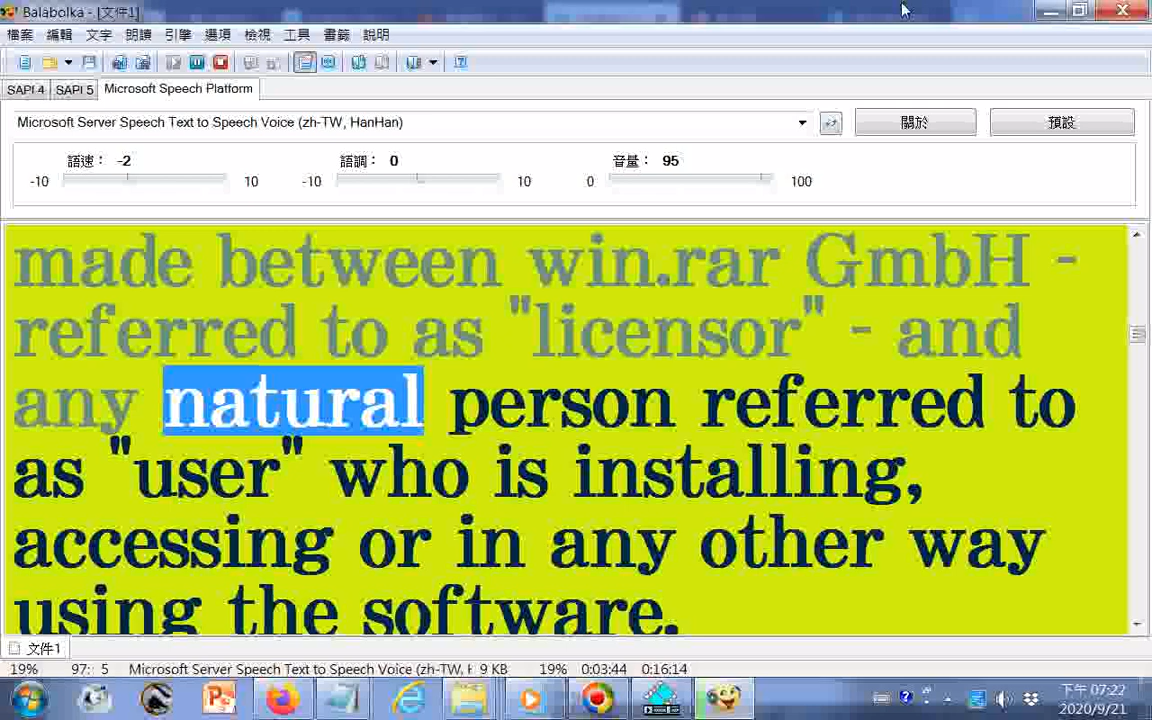 Balabolka - [文件1]
檔案 編輯 文字 朗讀 引擎 選項 檢視 工具 書籤 說明
SAPI 4 SAPI 5 Microsoft Speech Platform
Microsoft Server Speech Text to Speech Voice (zh-TW, HanHan) 關於 預設
語速： -2 語調： 0 音量： 95
-10 10 -10 10 0 100
made between win.rar GmbH -
referred to as "licensor" - and
any natural person referred to
as "user" who is installing,
accessing or in any other way
using the software.
文件1
19% 97: 5 Microsoft Server Speech Text to Speech Voice (zh-TW, 9 KB 19% 0:03:44 0:16:14
下午 07:22
2020/9/21